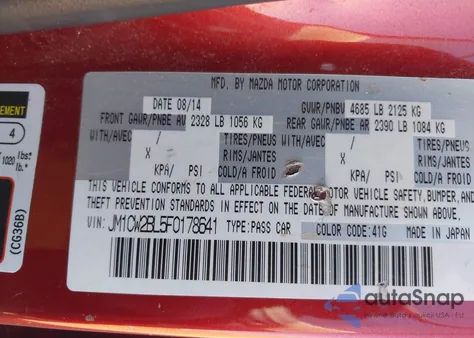 MFD. BY MAZDA MOTOR CORPORATION
DATE 08/14 GVWR/PNBV 4685 LB 2125 KG
FRONT GAWR/PNBE AV 2328 LB 1056 KG REAR GAWR/PNBE AR 2390 LB 1084 KG
WITH/AVEC / TIRES/PNEUS WITH/AVEC / TIRES/PNEUS
X RIMS/JANTES X RIMS/JANTES
KPA/ PSI COLD/A FROID KPA/ PSI COLD/A FROID
THIS VEHICLE CONFORMS TO ALL APPLICABLE FEDERAL MOTOR VEHICLE SAFETY, BUMPER, AND
THEFT PREVENTION STANDARDS IN EFFECT ON THE DATE OF MANUFACTURE SHOWN ABOVE.
VIN: JM1CW2BL5F0178641 TYPE: PASS CAR COLOR CODE: 41G MADE IN JAPAN
EMENT
4
1020 lbs*
(CG36B)
autoSnap